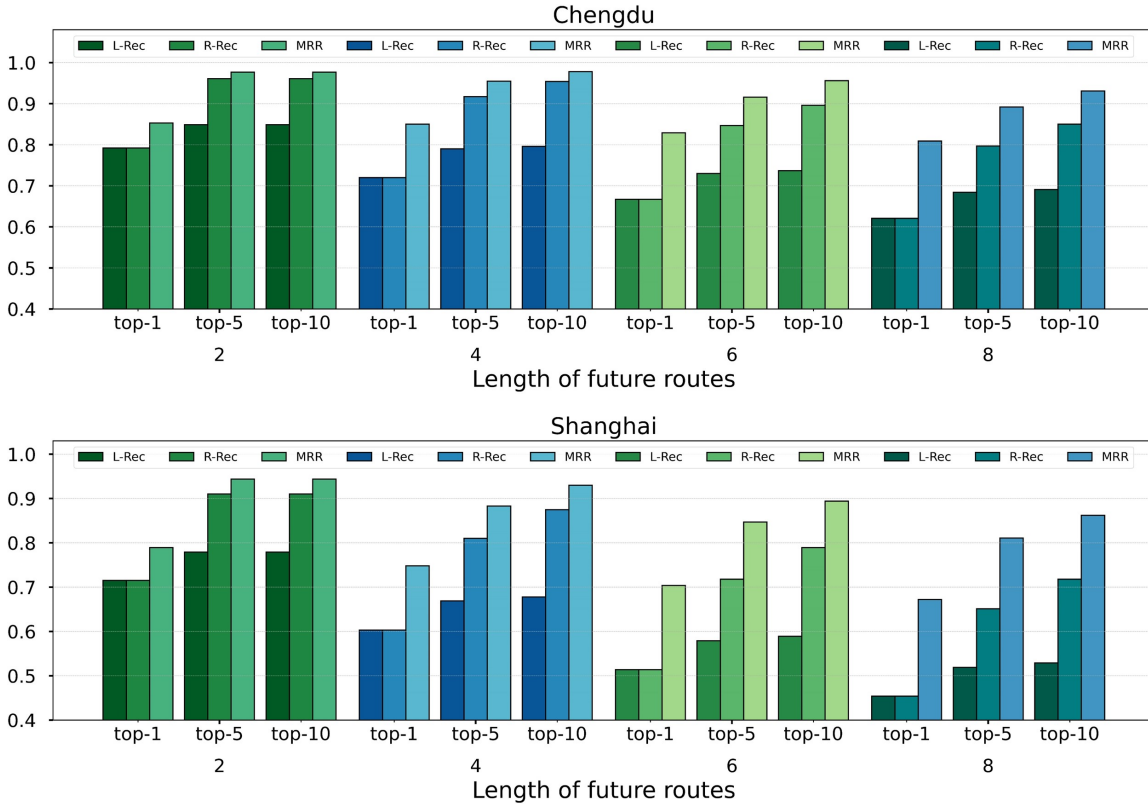 Chengdu
L-Rec R-Rec MRR L-Rec R-Rec MRR L-Rec R-Rec MRR L-Rec R-Rec MRR
1.0
0.9
0.8
0.7
0.6
0.5
0.4
top-1 top-5 top-10 top-1 top-5 top-10 top-1 top-5 top-10 top-1 top-5 top-10
2 4 6 8
Length of future routes
Shanghai
L-Rec R-Rec MRR L-Rec R-Rec MRR L-Rec R-Rec MRR L-Rec R-Rec MRR
1.0
0.9
0.8
0.7
0.6
0.5
0.4
top-1 top-5 top-10 top-1 top-5 top-10 top-1 top-5 top-10 top-1 top-5 top-10
2 4 6 8
Length of future routes